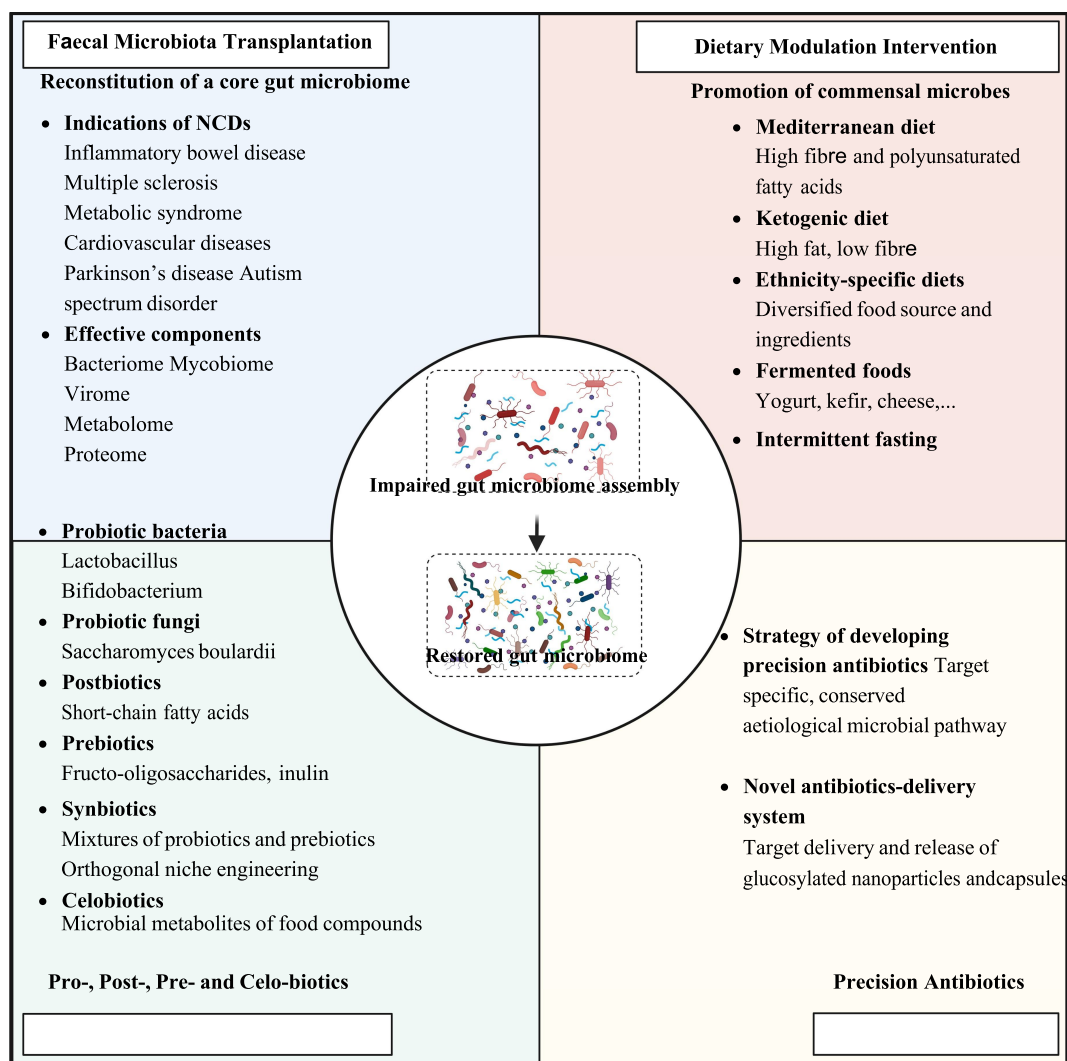 Faecal Microbiota Transplantation
Reconstitution of a core gut microbiome
• Indications of NCDs
Inflammatory bowel disease
Multiple sclerosis
Metabolic syndrome
Cardiovascular diseases
Parkinson’s disease Autism
spectrum disorder
• Effective components
Bacteriome Mycobiome
Virome
Metabolome
Proteome
Dietary Modulation Intervention
Promotion of commensal microbes
• Mediterranean diet
High fibre and polyunsaturated
fatty acids
• Ketogenic diet
High fat, low fibre
• Ethnicity-specific diets
Diversified food source and
ingredients
• Fermented foods
Yogurt, kefir, cheese,...
• Intermittent fasting
Impaired gut microbiome assembly
Restored gut microbiome
• Probiotic bacteria
Lactobacillus
Bifidobacterium
• Probiotic fungi
Saccharomyces boulardii
• Postbiotics
Short-chain fatty acids
• Prebiotics
Fructo-oligosaccharides, inulin
• Synbiotics
Mixtures of probiotics and prebiotics
Orthogonal niche engineering
• Celobiotics
Microbial metabolites of food compounds
Pro-, Post-, Pre- and Celo-biotics
• Strategy of developing
precision antibiotics Target
specific, conserved
aetiological microbial pathway
• Novel antibiotics-delivery
system
Target delivery and release of
glucosylated nanoparticles andcapsules
Precision Antibiotics